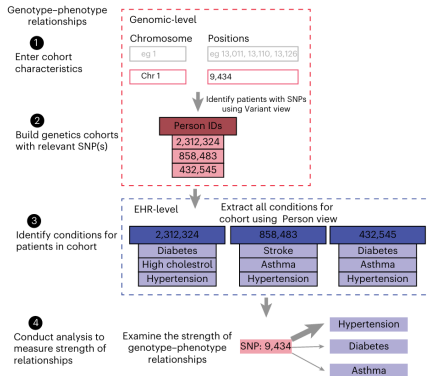 Genotype–phenotype
relationships
Genomic-level
1
Enter cohort
characteristics
Chromosome
Positions
eg 1
eg 13,011, 13,110, 13,126
Chr 1
9,434
Identify patients with SNPs
using Variant view
2
Build genetics cohorts
with relevant SNP(s)
Person IDs
2,312,324
858,483
432,545
EHR-level
Extract all conditions for
cohort using Person view
3
Identify conditions for
patients in cohort
2,312,324
858,483
432,545
Diabetes
Stroke
Diabetes
High cholestrol
Asthma
Asthma
Hypertension
Hypertension
Hypertension
4
Conduct analysis to
measure strength of
relationships
Examine the strength of
genotype–phenotype
relationships
SNP: 9,434
Hypertension
Diabetes
Asthma